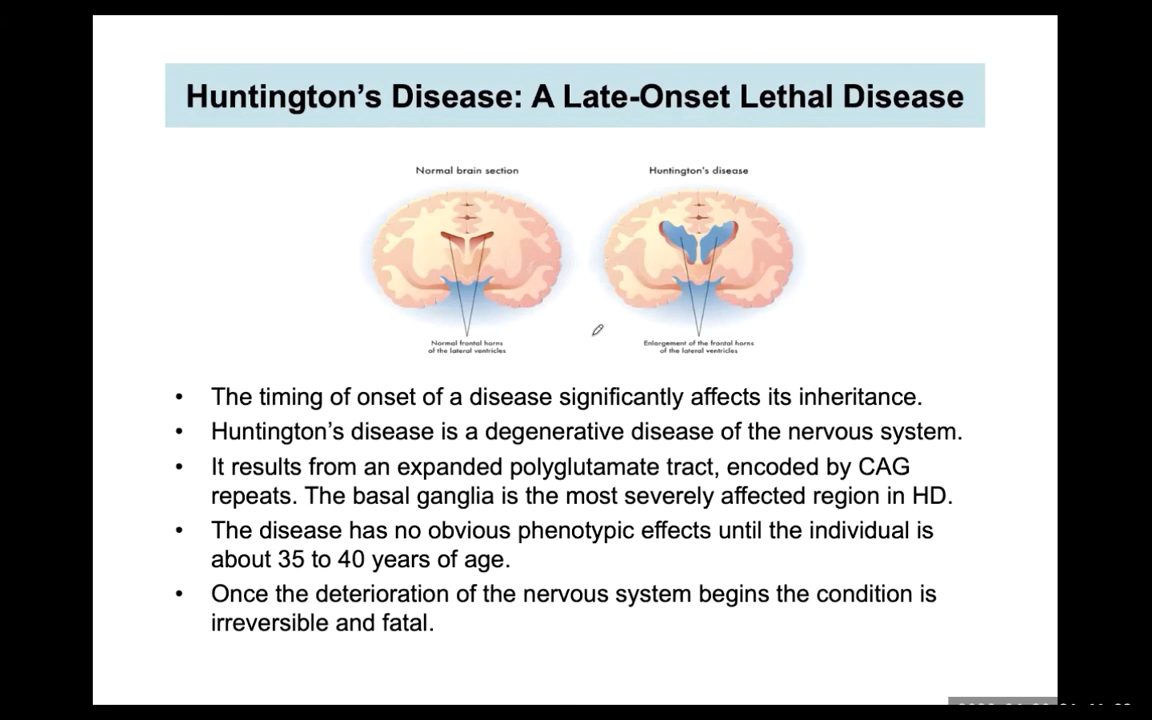 Huntington's Disease: A Late-Onset Lethal Disease
Normal brain section
Huntington's disease
Normal frontal horns
of the lateral ventricles
Enlargement of the frontal horns
of the lateral ventricles
• The timing of onset of a disease significantly affects its inheritance.
• Huntington's disease is a degenerative disease of the nervous system.
• It results from an expanded polyglutamate tract, encoded by CAG
repeats. The basal ganglia is the most severely affected region in HD.
• The disease has no obvious phenotypic effects until the individual is
about 35 to 40 years of age.
• Once the deterioration of the nervous system begins the condition is
irreversible and fatal.